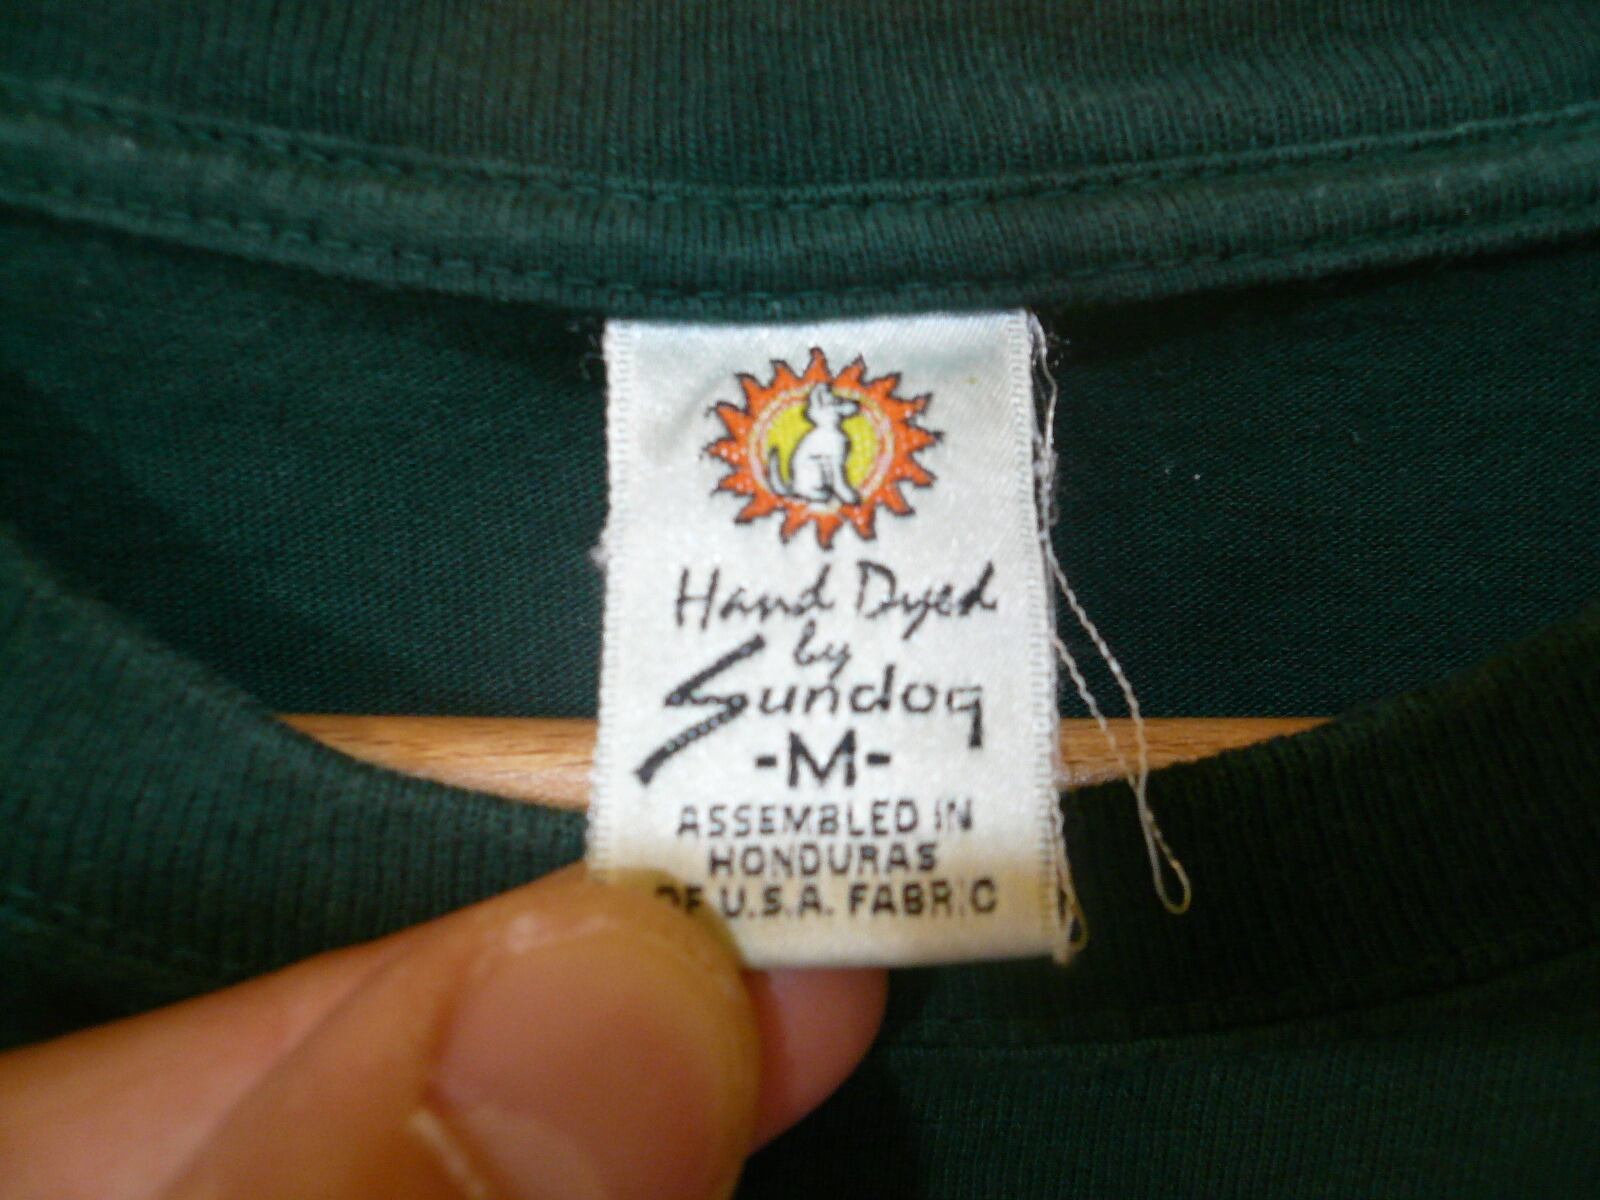 Hand Dyed
by
Sundog
-M-
ASSEMBLED IN
HONDURAS
OF U.S.A. FABRIC